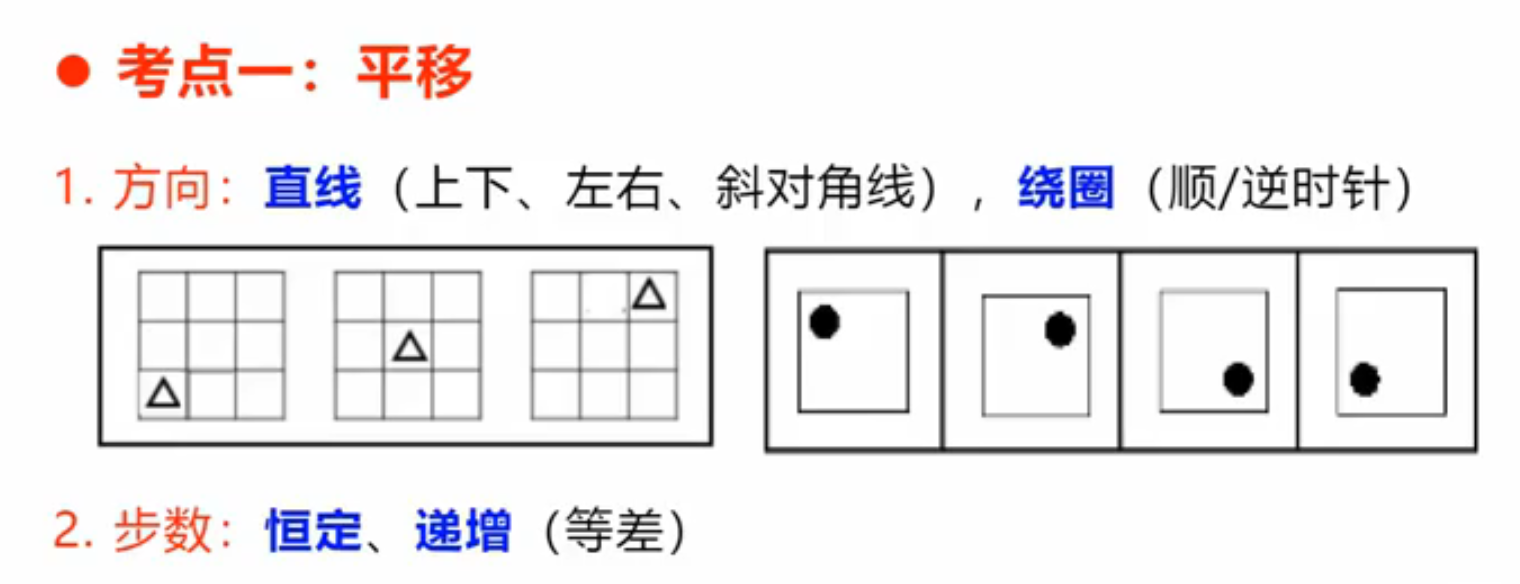 ● 考点一：平移
1. 方向：直线（上下、左右、斜对角线），绕圈（顺/逆时针）
2. 步数：恒定、递增（等差）